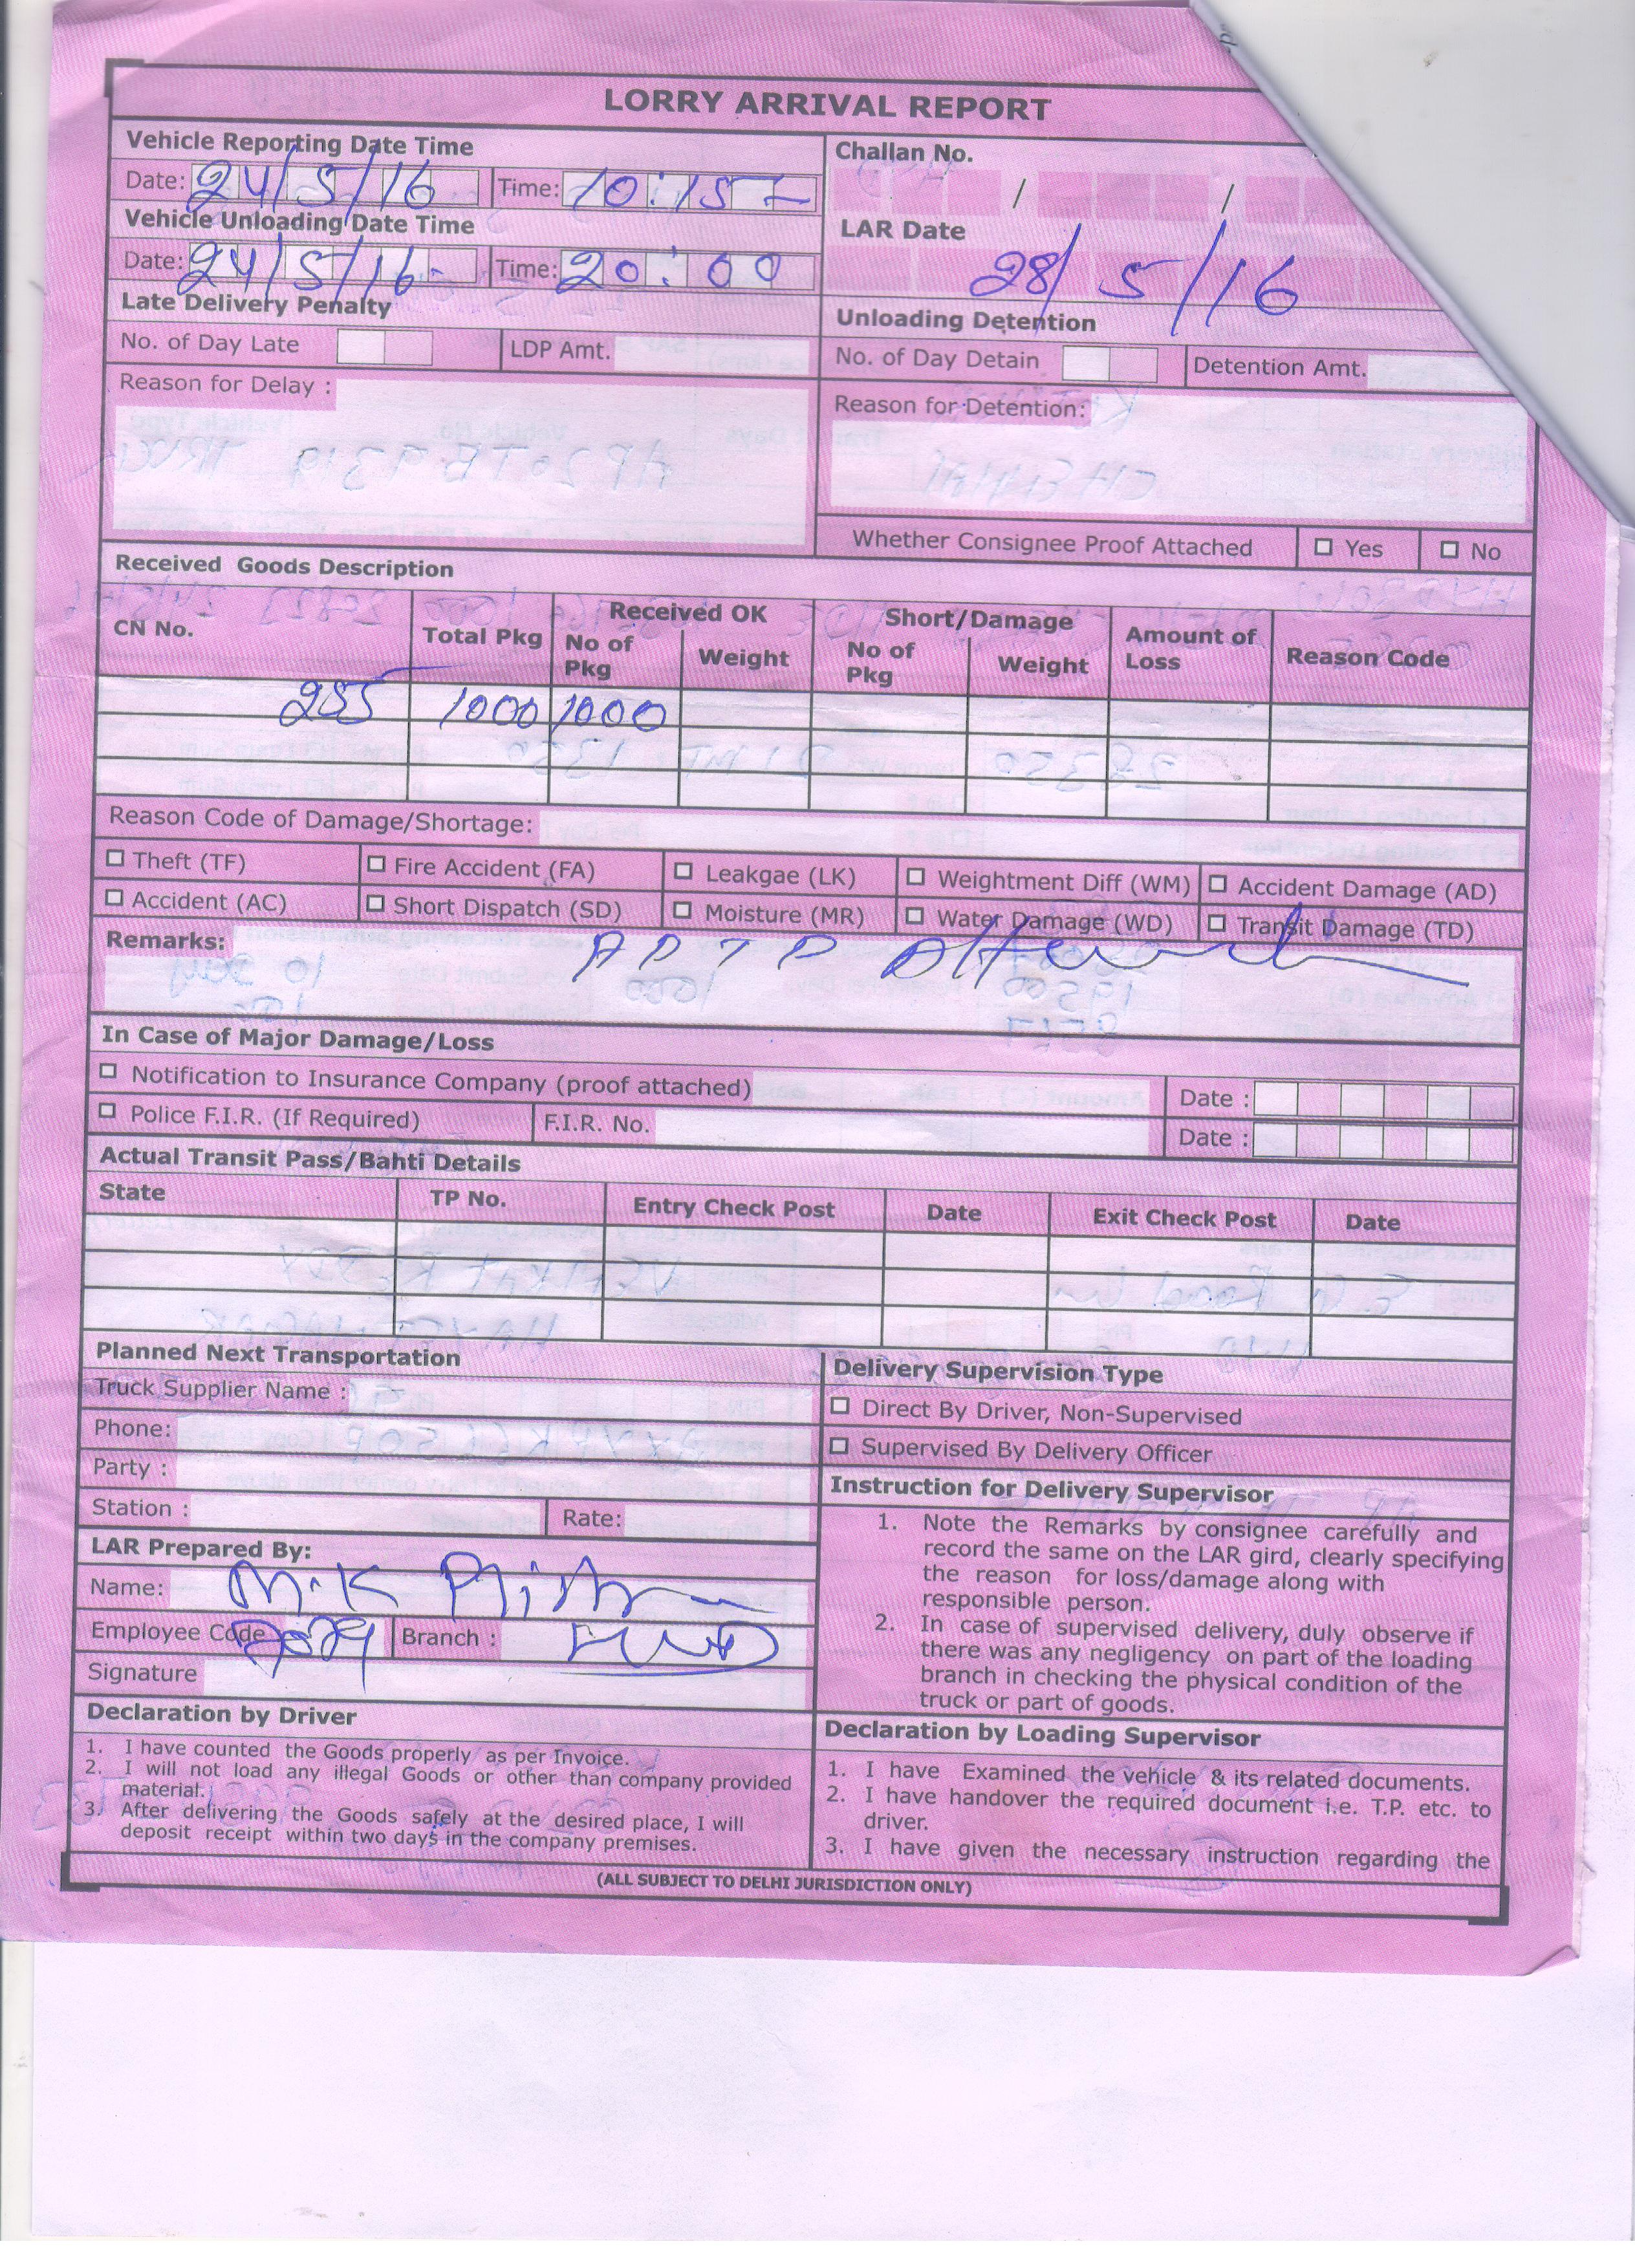 LORRY ARRIVAL REPORT
Vehicle Reporting Date Time
Date: 24/5/16 Time: 10:15
Vehicle Unloading Date Time
Date: 24/5/16 Time: 20:00
Late Delivery Penalty
No. of Day Late LDP Amt.
Reason for Delay :
Challan No.
/ /
LAR Date
28/5/16
Unloading Detention
No. of Day Detain Detention Amt.
Reason for Detention:
Whether Consignee Proof Attached Yes No
Received Goods Description
CN No. Total Pkg Received OK Short/Damage Amount of Loss Reason Code
No of Pkg Weight No of Pkg Weight
255 1000 1000
Reason Code of Damage/Shortage:
Theft (TF) Fire Accident (FA) Leakgae (LK) Weightment Diff (WM) Accident Damage (AD)
Accident (AC) Short Dispatch (SD) Moisture (MR) Water Damage (WD) Transit Damage (TD)
Remarks:
In Case of Major Damage/Loss
Notification to Insurance Company (proof attached) Date :
Police F.I.R. (If Required) F.I.R. No. Date :
Actual Transit Pass/Bahti Details
State TP No. Entry Check Post Date Exit Check Post Date
Planned Next Transportation
Truck Supplier Name :
Phone:
Party :
Station : Rate:
LAR Prepared By:
Name: M.K
Employee Code Branch :
Signature
Delivery Supervision Type
Direct By Driver, Non-Supervised
Supervised By Delivery Officer
Instruction for Delivery Supervisor
1. Note the Remarks by consignee carefully and
record the same on the LAR gird, clearly specifying
the reason for loss/damage along with
responsible person.
2. In case of supervised delivery, duly observe if
there was any negligency on part of the loading
branch in checking the physical condition of the
truck or part of goods.
Declaration by Driver
1. I have counted the Goods properly as per Invoice.
2. I will not load any illegal Goods or other than company provided
material.
3. After delivering the Goods safely at the desired place, I will
deposit receipt within two days in the company premises.
Declaration by Loading Supervisor
1. I have Examined the vehicle & its related documents.
2. I have handover the required document i.e. T.P. etc. to
driver.
3. I have given the necessary instruction regarding the
(ALL SUBJECT TO DELHI JURISDICTION ONLY)